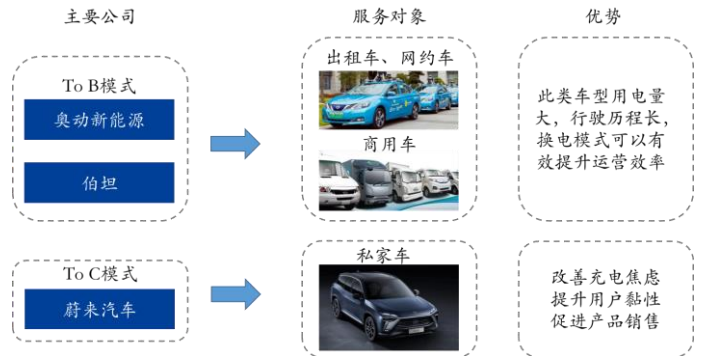 主要公司
服务对象
优势
To B模式
奥动新能源
伯坦
出租车、网约车
商用车
此类车型用电量
大，行驶历程长，
换电模式可以有
效提升运营效率
To C模式
蔚来汽车
私家车
改善充电焦虑
提升用户黏性
促进产品销售